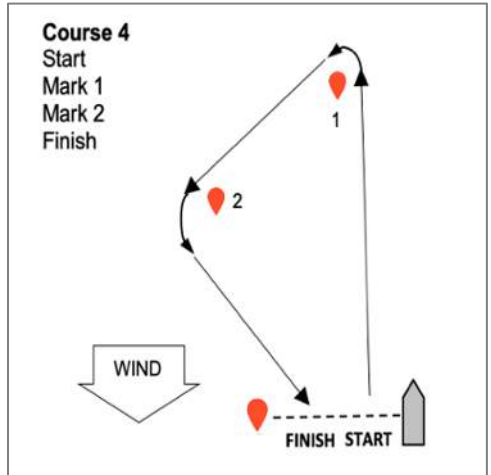 Course 4
Start
Mark 1
Mark 2
Finish
1
2
WIND
FINISH START